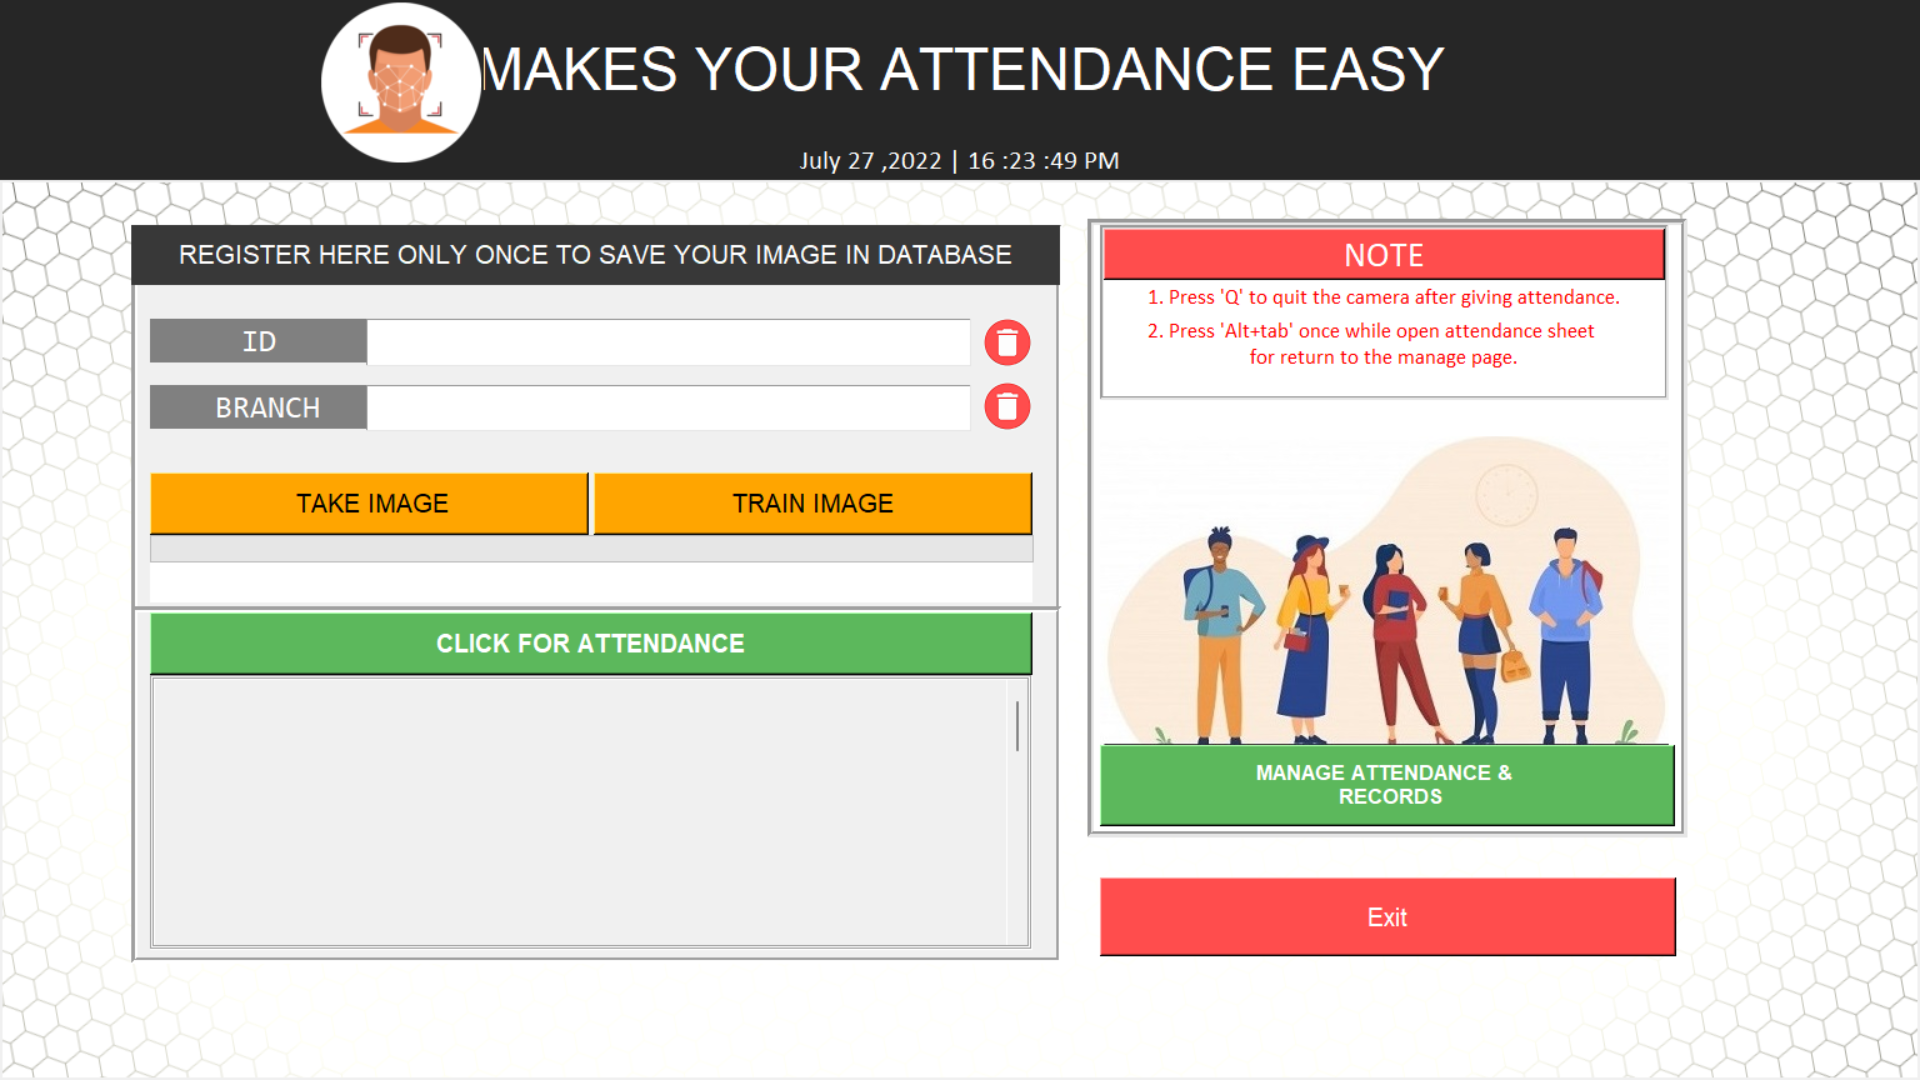 MAKES YOUR ATTENDANCE EASY
July 27 ,2022 | 16 :23 :49 PM
REGISTER HERE ONLY ONCE TO SAVE YOUR IMAGE IN DATABASE
ID
BRANCH
TAKE IMAGE
TRAIN IMAGE
CLICK FOR ATTENDANCE
NOTE
1. Press 'Q' to quit the camera after giving attendance.
2. Press 'Alt+tab' once while open attendance sheet
for return to the manage page.
MANAGE ATTENDANCE &
RECORDS
Exit